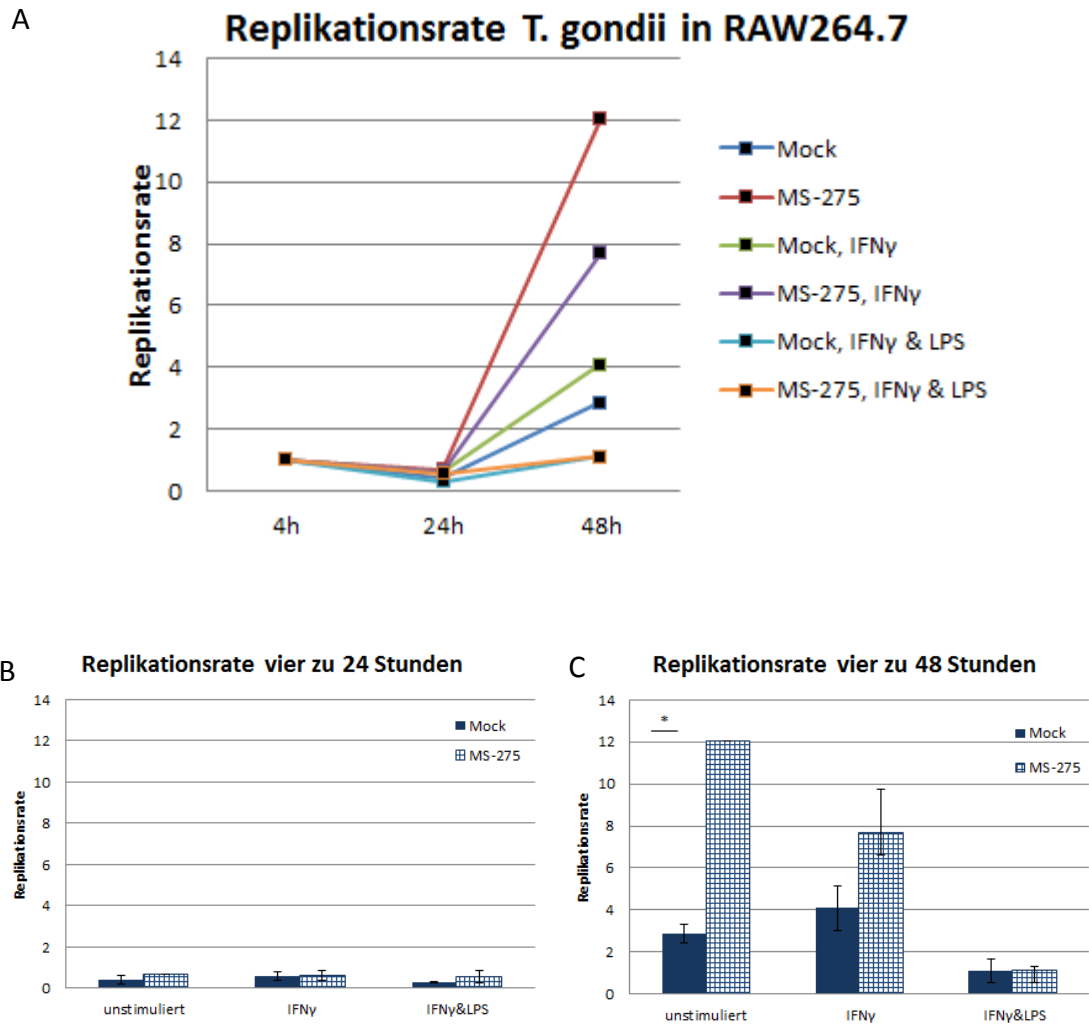 A
Replikationsrate T. gondii in RAW264.7
14
12
10
8
6
4
2
0
Replikationsrate
4h
24h
48h
Mock
MS-275
Mock, IFNγ
MS-275, IFNγ
Mock, IFNγ & LPS
MS-275, IFNγ & LPS
B
Replikationsrate vier zu 24 Stunden
14
12
10
8
6
4
2
0
Replikationsrate
Mock
MS-275
unstimuliert
IFNγ
IFNγ&LPS
C
Replikationsrate vier zu 48 Stunden
14
12
10
8
6
4
2
0
Replikationsrate
*
Mock
MS-275
unstimuliert
IFNγ
IFNγ&LPS